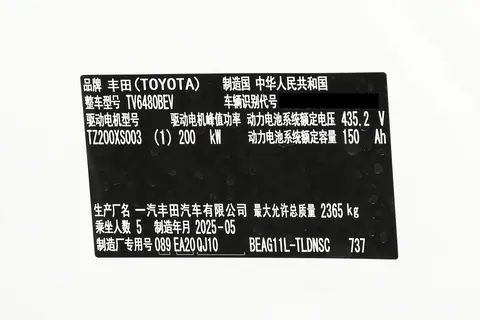 品牌 丰田(TOYOTA) 制造国 中华人民共和国
整车型号 TV6480BEV 车辆识别代号
驱动电机型号 驱动电机峰值功率 动力电池系统额定电压 435.2 V
TZ200XS003 (1) 200 kW 动力电池系统额定容量 150 Ah
生产厂名 一汽丰田汽车有限公司 最大允许总质量 2365 kg
乘坐人数 5 制造年月 2025-05
制造厂专用号 089 EA20 QJ10 BEAG11L-TLDNSC 737